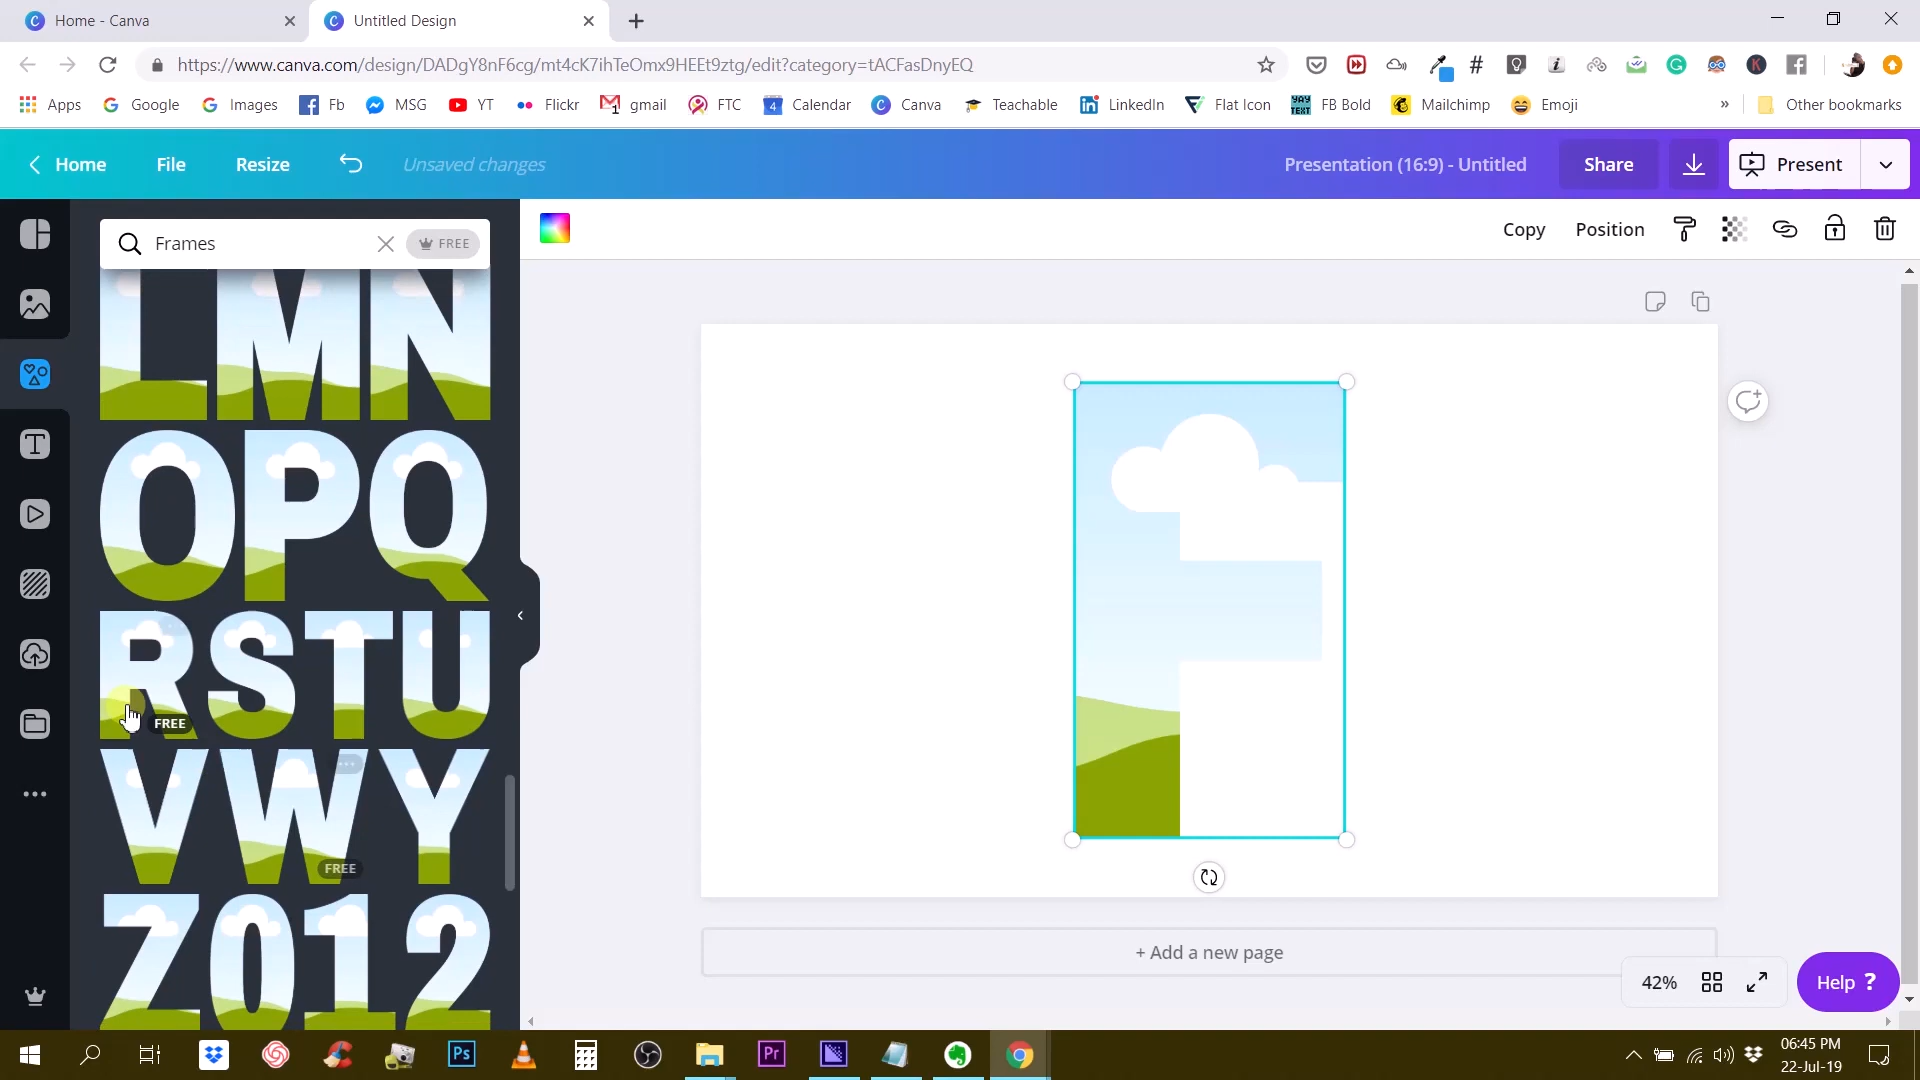 Home - Canva
Untitled Design
https://www.canva.com/design/DADgY8nF6cg/mt4cK7ihTeOmx9HEEt9ztg/edit?category=tACFasDnyEQ
Apps Google Images Fb MSG YT Flickr gmail FTC Calendar Canva Teachable LinkedIn Flat Icon FB Bold Mailchimp Emoji » Other bookmarks
Home File Resize Unsaved changes Presentation (16:9) - Untitled Share Present
Frames FREE
Copy Position
LMN
OPQ
RSTU
FREE
VWY
FREE
Z012
+ Add a new page
42% Help ?
06:45 PM
22-Jul-19